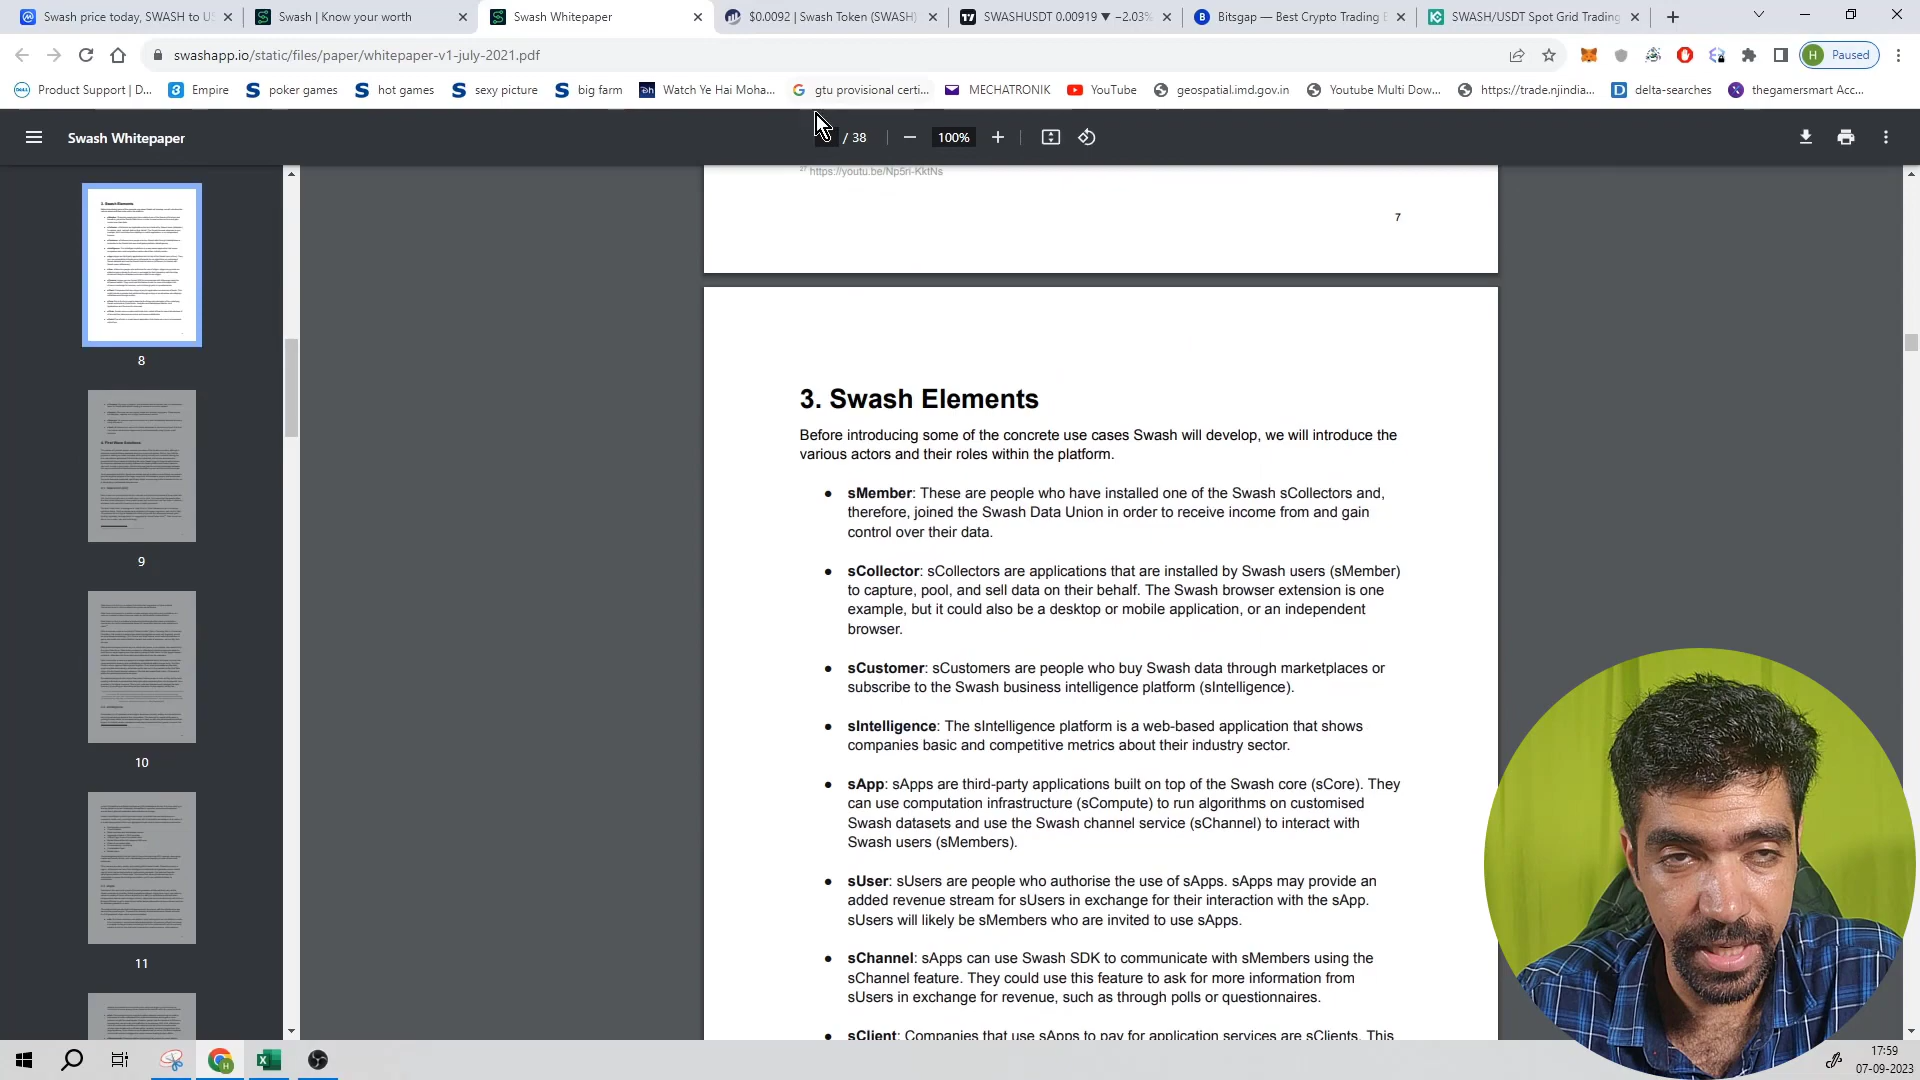 Swash price today, SWASH to US
Swash | Know your worth
Swash Whitepaper
$0.0092 | Swash Token (SWASH)
SWASHUSDT 0.00919 ▼ −2.03%
Bitsgap — Best Crypto Trading B
SWASH/USDT Spot Grid Trading
swashapp.io/static/files/paper/whitepaper-v1-july-2021.pdf
H Paused
Product Support | D...
Empire
poker games
hot games
sexy picture
big farm
Watch Ye Hai Moha...
gtu provisional certi...
MECHATRONIK
YouTube
geospatial.imd.gov.in
Youtube Multi Dow...
https://trade.njindia...
delta-searches
thegamersmart Acc...
Swash Whitepaper
/ 38
100%
27 https://youtu.be/Np5rI-KktNs
7
3. Swash Elements
Before introducing some of the concrete use cases Swash will develop, we will introduce the
various actors and their roles within the platform.
● sMember: These are people who have installed one of the Swash sCollectors and,
therefore, joined the Swash Data Union in order to receive income from and gain
control over their data.
● sCollector: sCollectors are applications that are installed by Swash users (sMember)
to capture, pool, and sell data on their behalf. The Swash browser extension is one
example, but it could also be a desktop or mobile application, or an independent
browser.
● sCustomer: sCustomers are people who buy Swash data through marketplaces or
subscribe to the Swash business intelligence platform (sIntelligence).
● sIntelligence: The sIntelligence platform is a web-based application that shows
companies basic and competitive metrics about their industry sector.
● sApp: sApps are third-party applications built on top of the Swash core (sCore). They
can use computation infrastructure (sCompute) to run algorithms on customised
Swash datasets and use the Swash channel service (sChannel) to interact with
Swash users (sMembers).
● sUser: sUsers are people who authorise the use of sApps. sApps may provide an
added revenue stream for sUsers in exchange for their interaction with the sApp.
sUsers will likely be sMembers who are invited to use sApps.
● sChannel: sApps can use Swash SDK to communicate with sMembers using the
sChannel feature. They could use this feature to ask for more information from
sUsers in exchange for revenue, such as through polls or questionnaires.
● sClient: Companies that use sApps to pay for application services are sClients. This
8
9
10
11
17:59
07-09-2023